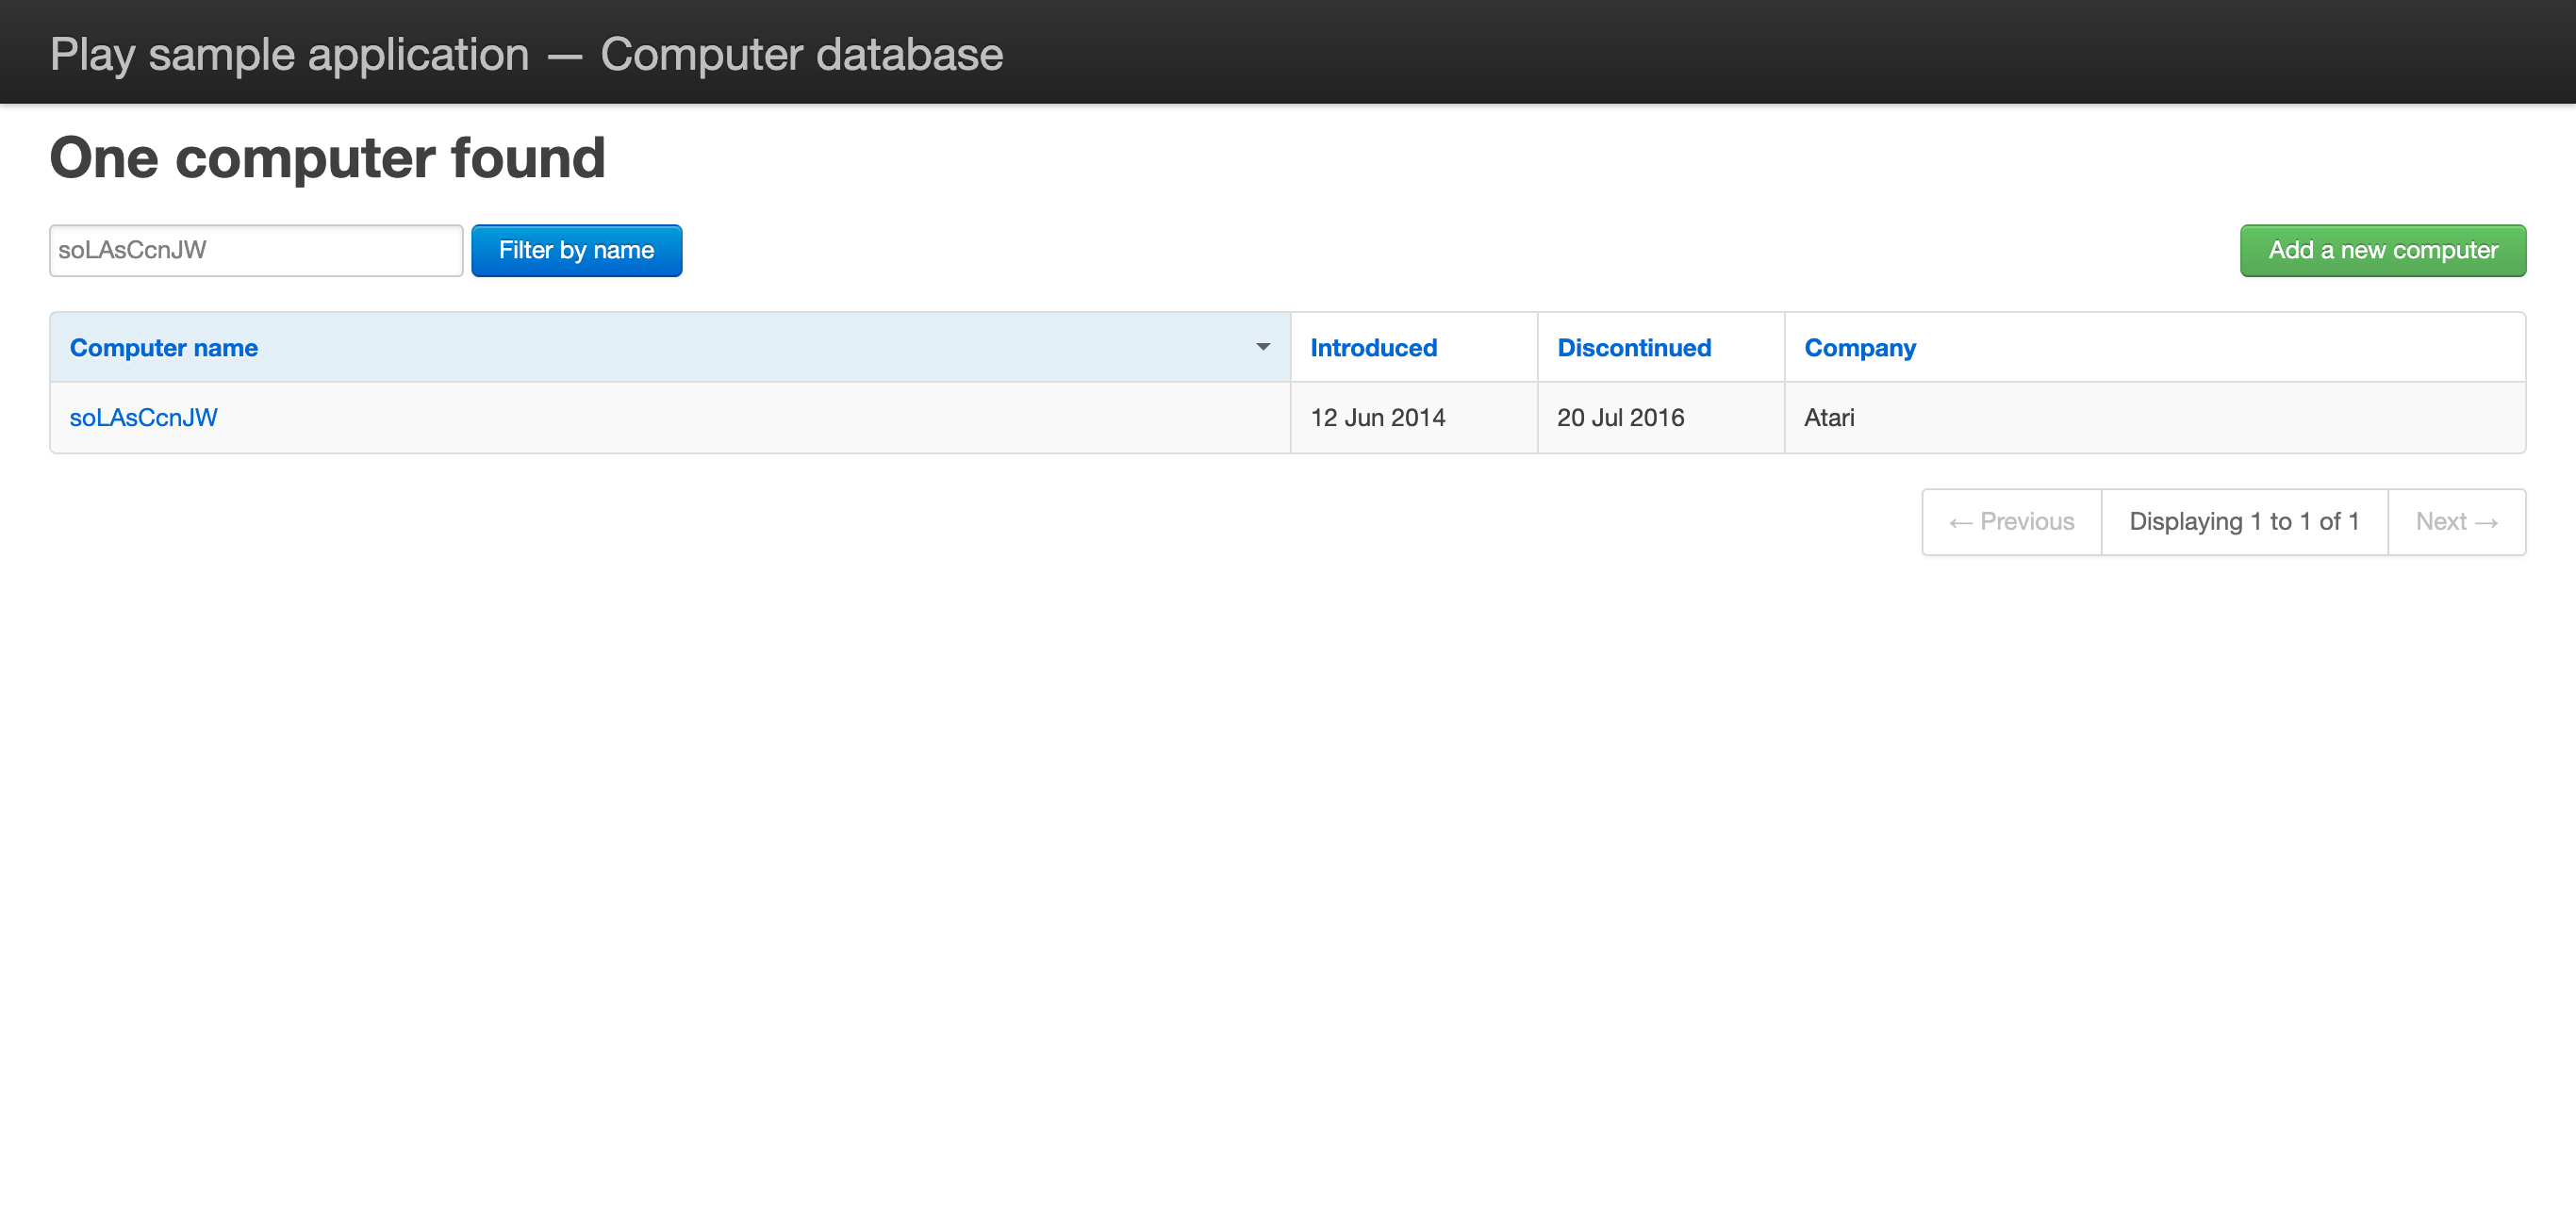 Play sample application — Computer database
One computer found
soLAsCcnJW Filter by name Add a new computer
Computer name Introduced Discontinued Company
soLAsCcnJW 12 Jun 2014 20 Jul 2016 Atari
← Previous Displaying 1 to 1 of 1 Next →